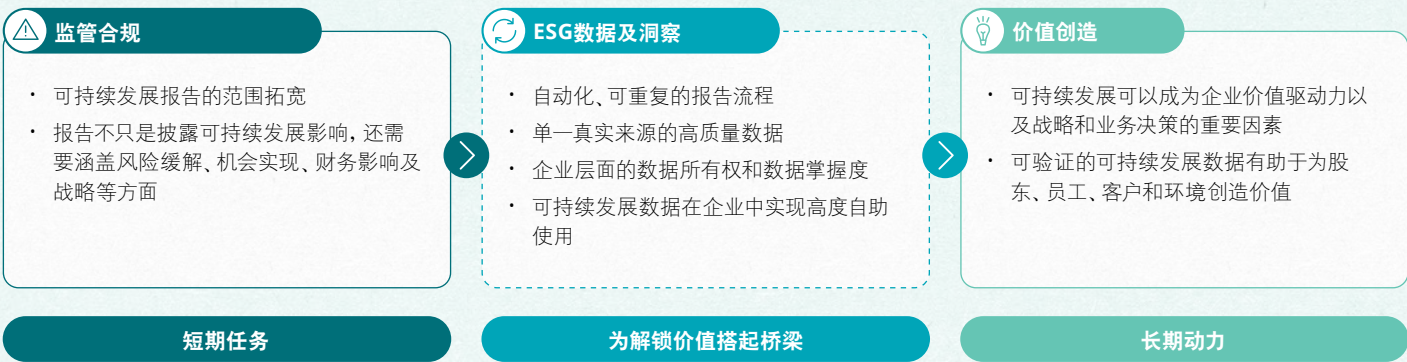 监管合规
· 可持续发展报告的范围拓宽
· 报告不只是披露可持续发展影响，还需
要涵盖风险缓解、机会实现、财务影响及
战略等方面
短期任务
ESG数据及洞察
· 自动化、可重复的报告流程
· 单一真实来源的高质量数据
· 企业层面的数据所有权和数据掌握度
· 可持续发展数据在企业中实现高度自助
使用
为解锁价值搭起桥梁
价值创造
· 可持续发展可以成为企业价值驱动力以
及战略和业务决策的重要因素
· 可验证的可持续发展数据有助于为股
东、员工、客户和环境创造价值
长期动力